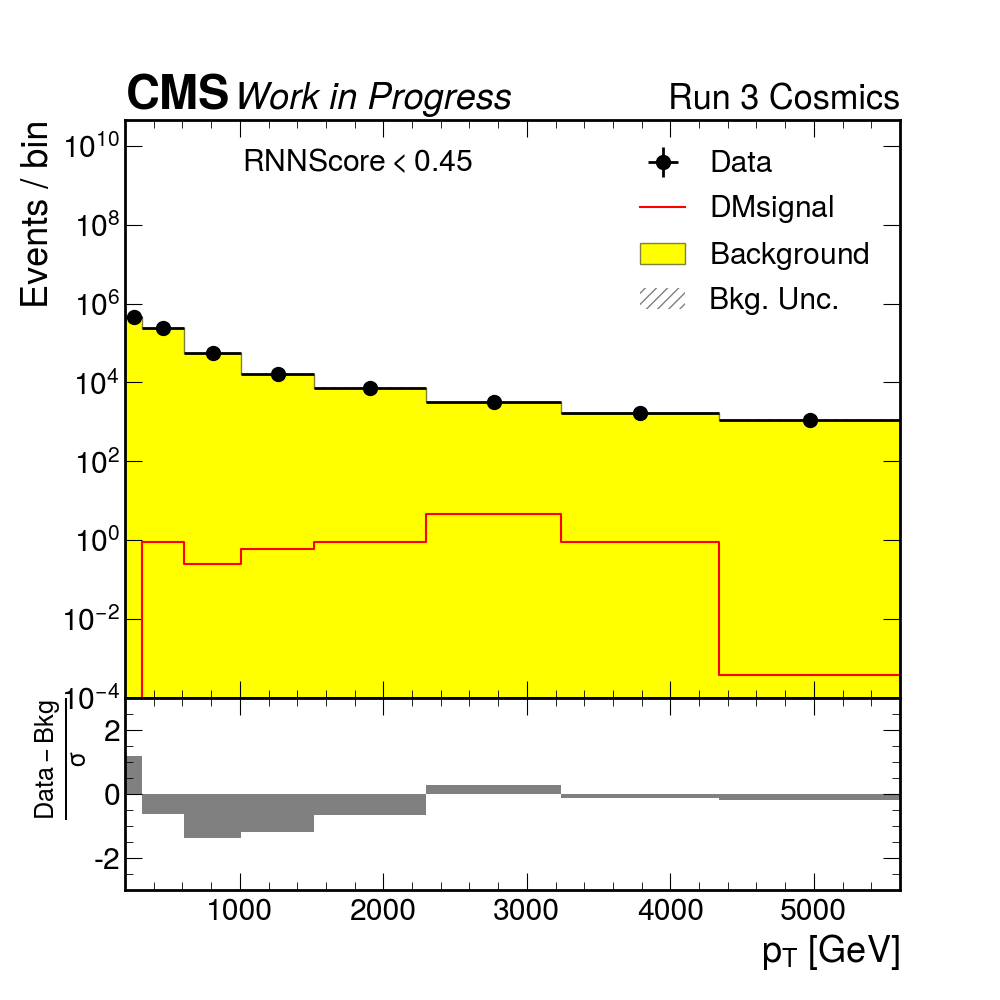 CMS Work in Progress Run 3 Cosmics
Events / bin
RNNScore < 0.45
Data
DMsignal
Background
Bkg. Unc.
10^10
10^8
10^6
10^4
10^2
10^0
10^−2
10^−4
Data − Bkg
σ
2
0
-2
1000 2000 3000 4000 5000
p_T [GeV]